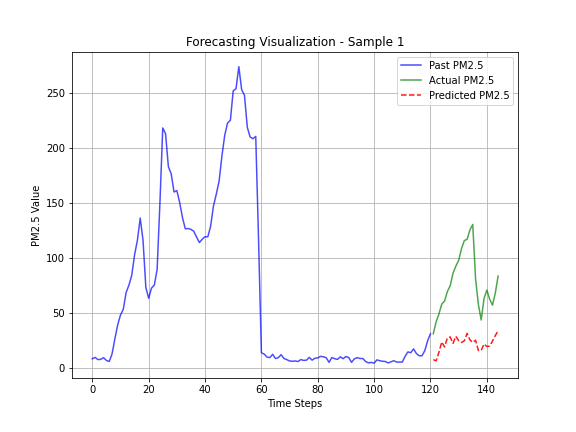 Forecasting Visualization - Sample 1
Past PM2.5
Actual PM2.5
Predicted PM2.5
PM2.5 Value
250
200
150
100
50
0
0 20 40 60 80 100 120 140
Time Steps